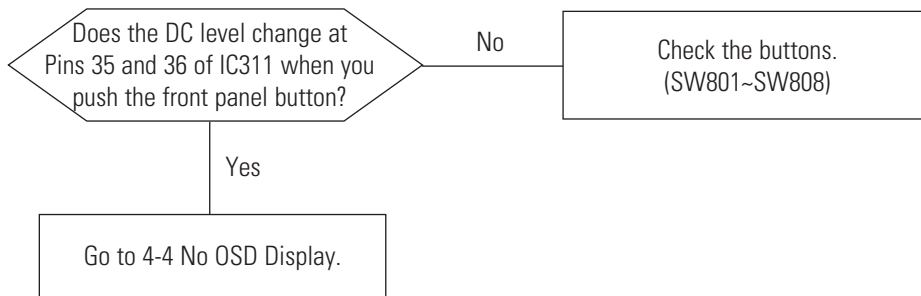 Does the DC level change at
Pins 35 and 36 of IC311 when you
push the front panel button?
No
Check the buttons.
(SW801~SW808)
Yes
Go to 4-4 No OSD Display.